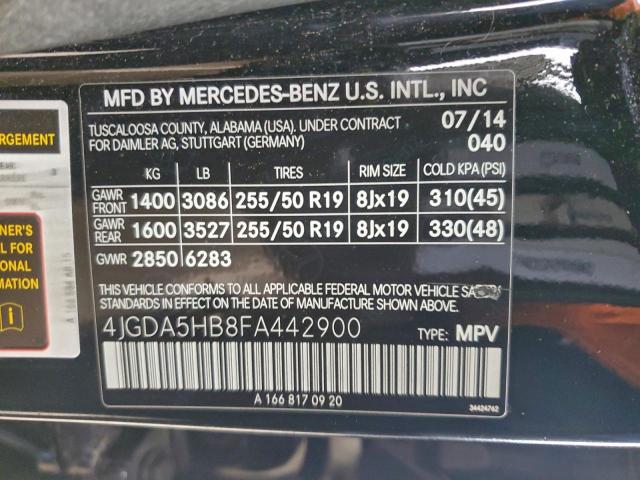 MFD BY MERCEDES-BENZ U.S. INTL., INC
TUSCALOOSA COUNTY, ALABAMA (USA). UNDER CONTRACT 07/14
FOR DAIMLER AG, STUTTGART (GERMANY) 040
KG LB TIRES RIM SIZE COLD KPA (PSI)
GAWR FRONT 1400 3086 255/50 R19 8Jx19 310(45)
GAWR REAR 1600 3527 255/50 R19 8Jx19 330(48)
GVWR 2850 6283
THIS VEHICLE CONFORMS TO ALL APPLICABLE FEDERAL MOTOR VEHICLE
STANDARDS IN EFFECT ON THE DATE OF MANUFACTURE SHOWN ABOVE.
4JGDA5HB8FA442900 TYPE: MPV
A 166 817 09 20
34424762
ARGEMENT
NER'S
L FOR
ONAL
MATION